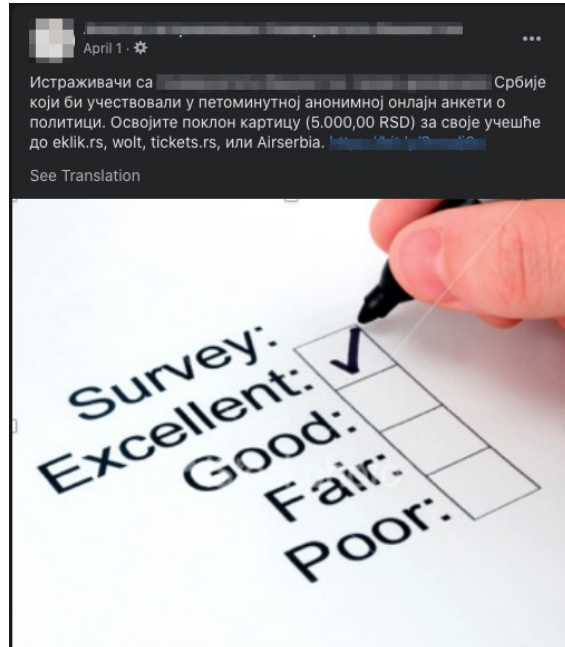 April 1 ·
Истраживачи са Србије
који би учествовали у петоминутној анонимној онлајн анкети о
политици. Освојите поклон картицу (5.000,00 RSD) за своје учешће
до eklik.rs, wolt, tickets.rs, или Airserbia.
See Translation
Survey:
Excellent:
Good:
Fair:
Poor: